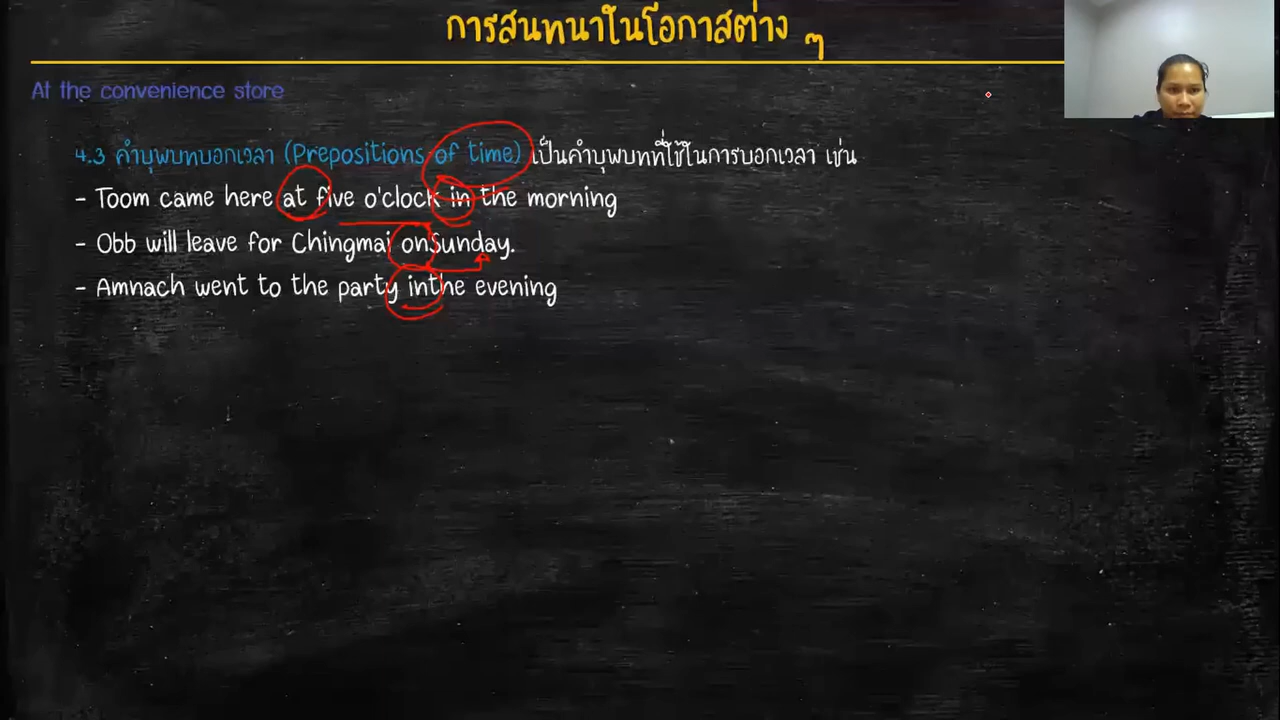 การสนทนาในโอกาสต่าง ๆ
At the convenience store
4.3 คำบุพบทบอกเวลา (Prepositions of time) เป็นคำบุพบทที่ใช้ในการบอกเวลา เช่น
- Toom came here at five o'clock in the morning
- Obb will leave for Chingmai onSunday.
- Amnach went to the party inthe evening